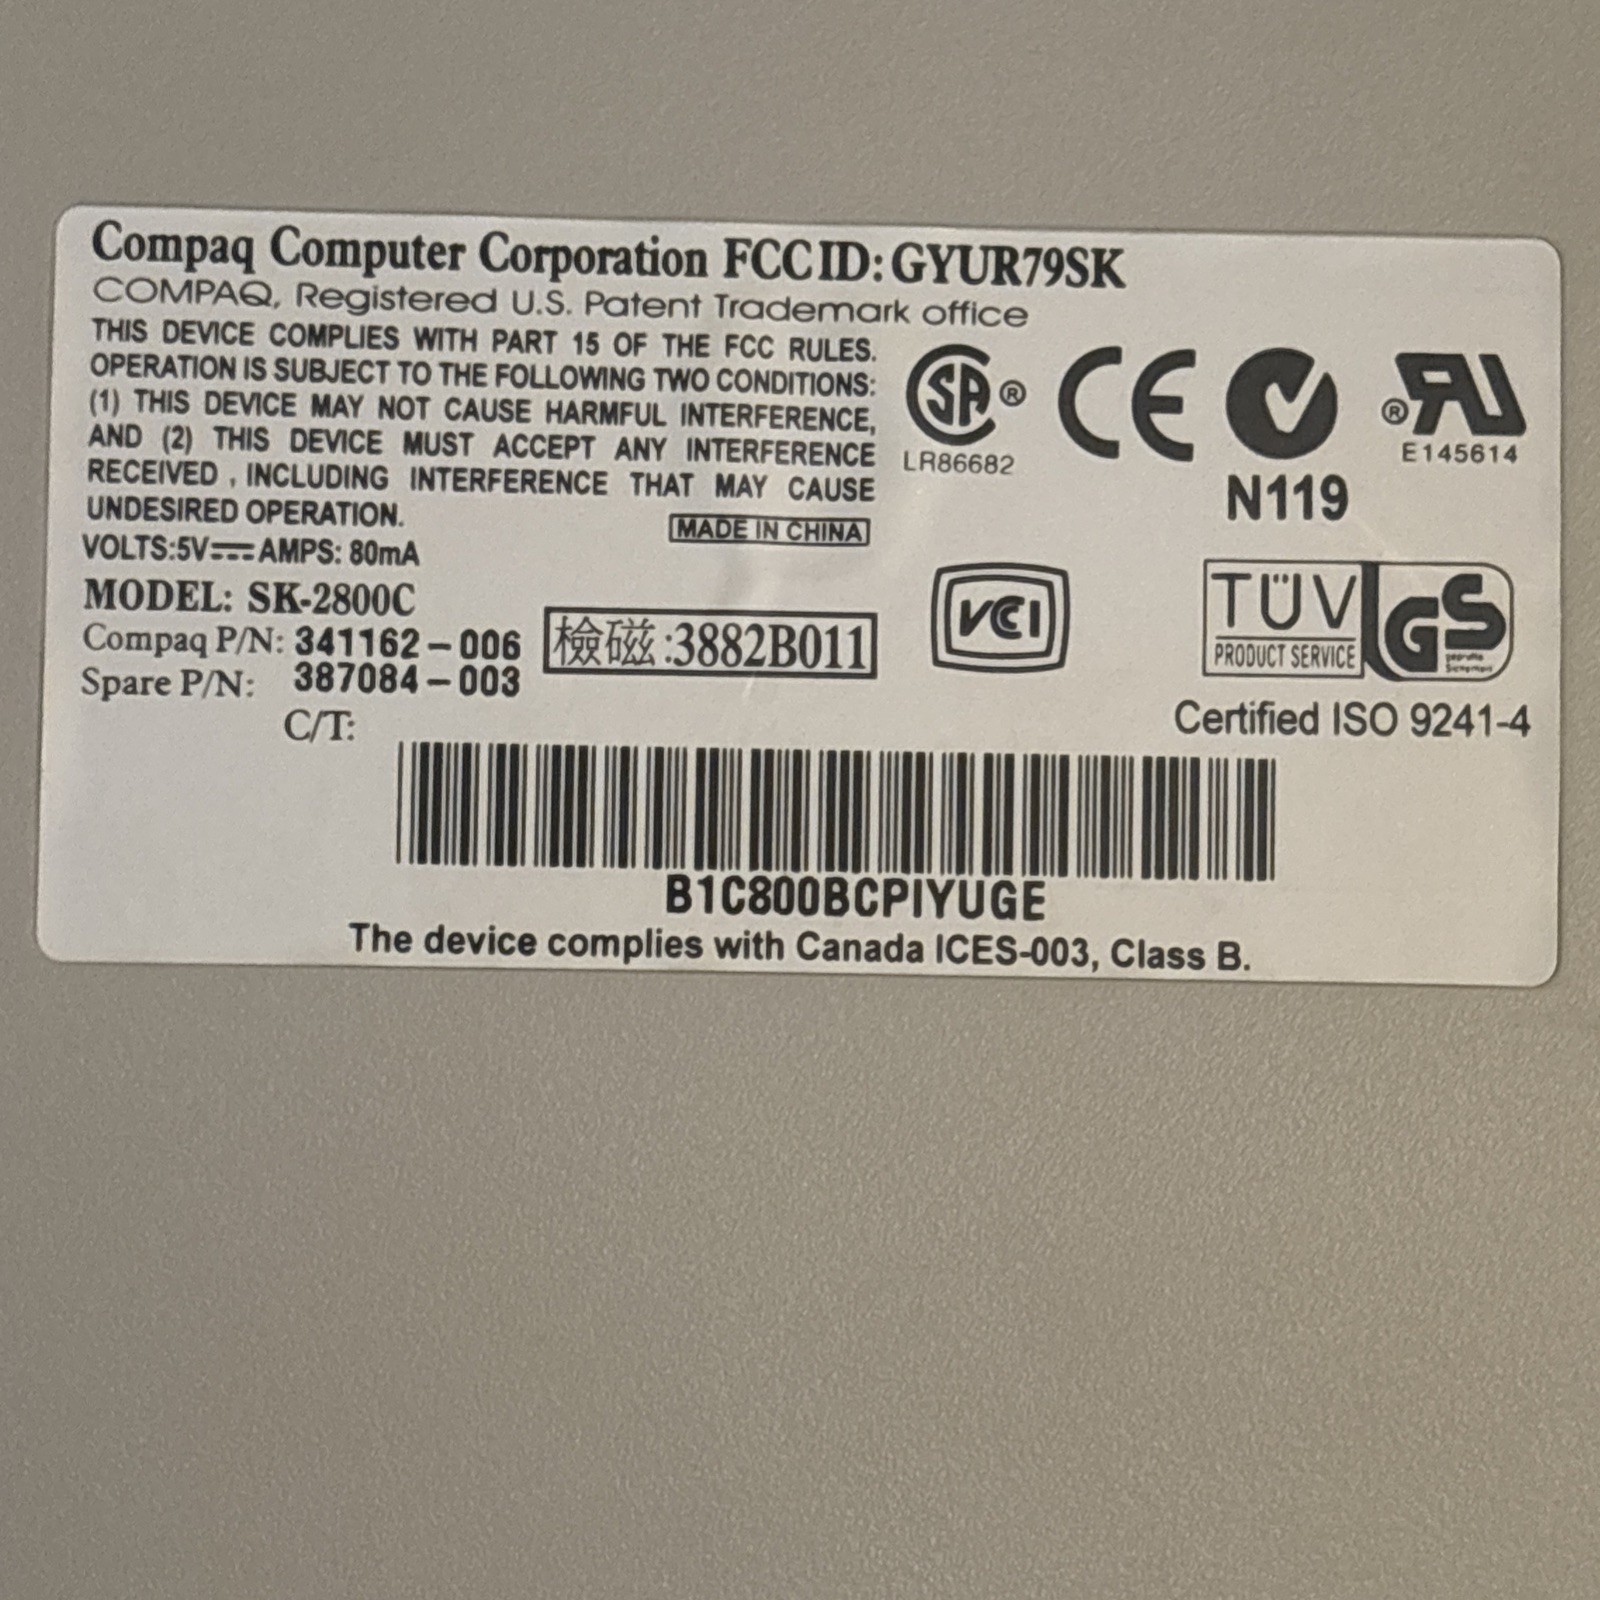 Compaq Computer Corporation FCC ID: GYUR79SK
COMPAQ, Registered U.S. Patent Trademark office
THIS DEVICE COMPLIES WITH PART 15 OF THE FCC RULES.
OPERATION IS SUBJECT TO THE FOLLOWING TWO CONDITIONS:
(1) THIS DEVICE MAY NOT CAUSE HARMFUL INTERFERENCE,
AND (2) THIS DEVICE MUST ACCEPT ANY INTERFERENCE
RECEIVED , INCLUDING INTERFERENCE THAT MAY CAUSE
UNDESIRED OPERATION.
MADE IN CHINA
VOLTS:5V⎓AMPS: 80mA
MODEL: SK-2800C
Compaq P/N: 341162-006
Spare P/N: 387084-003
C/T:
檢磁:3882B011
SA ®
LR86682
CE
N119
® RU
E145614
VCCI
TÜV
PRODUCT SERVICE
GS
geprüfte
Sicherheit
Certified ISO 9241-4
B1C800BCPIYUGE
The device complies with Canada ICES-003, Class B.